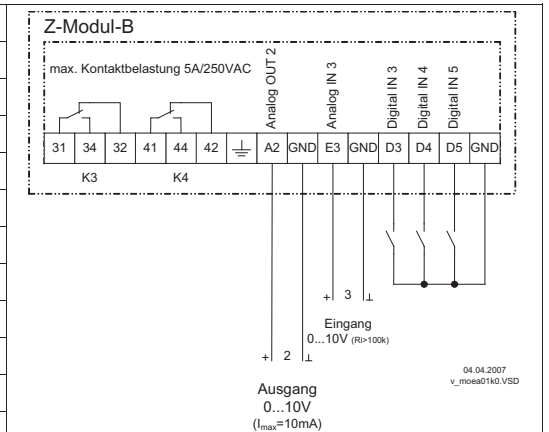 Z-Modul-B
max. Kontaktbelastung 5A/250VAC
Analog OUT 2
Analog IN 3
Digital IN 3
Digital IN 4
Digital IN 5
31 34 32 41 44 42 A2 GND E3 GND D3 D4 D5 GND
K3 K4
+ 3 ⊥
Eingang
0...10V (Ri>100k)
+ 2 ⊥
Ausgang
0...10V
(Imax=10mA)
04.04.2007
v_moea01k0.VSD